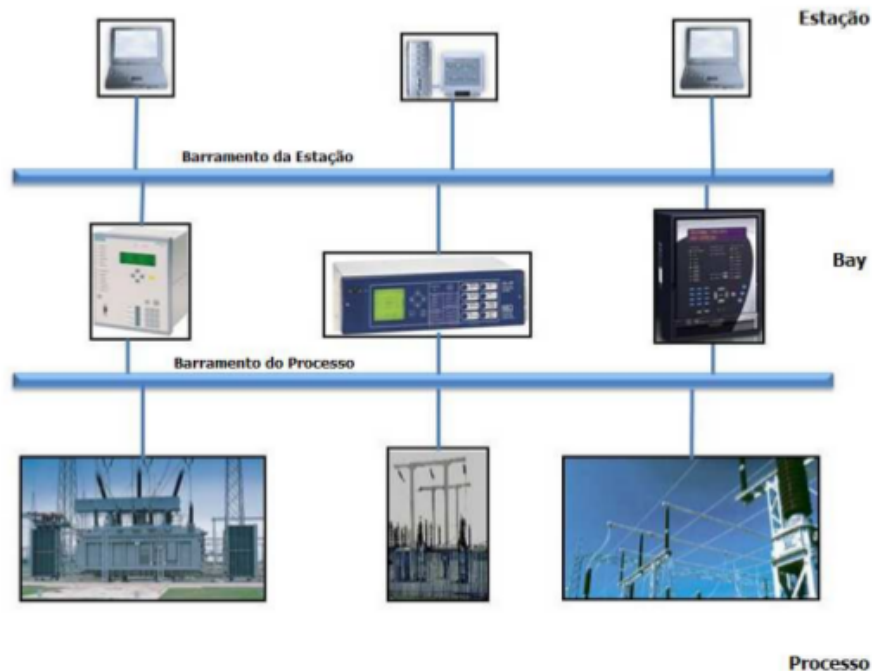 Estação
Barramento da Estação
Bay
Barramento do Processo
Processo